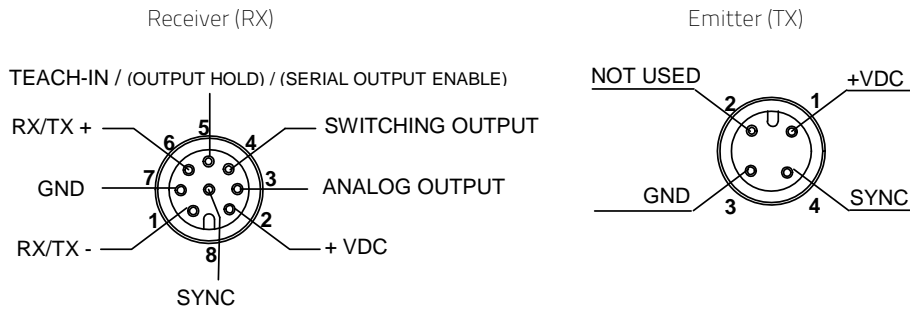 Receiver (RX)
Emitter (TX)
TEACH-IN / (OUTPUT HOLD) / (SERIAL OUTPUT ENABLE)
RX/TX +
GND
RX/TX -
SWITCHING OUTPUT
ANALOG OUTPUT
+ VDC
SYNC
5
6
4
7
3
1
2
8
NOT USED
+VDC
GND
SYNC
2
1
3
4